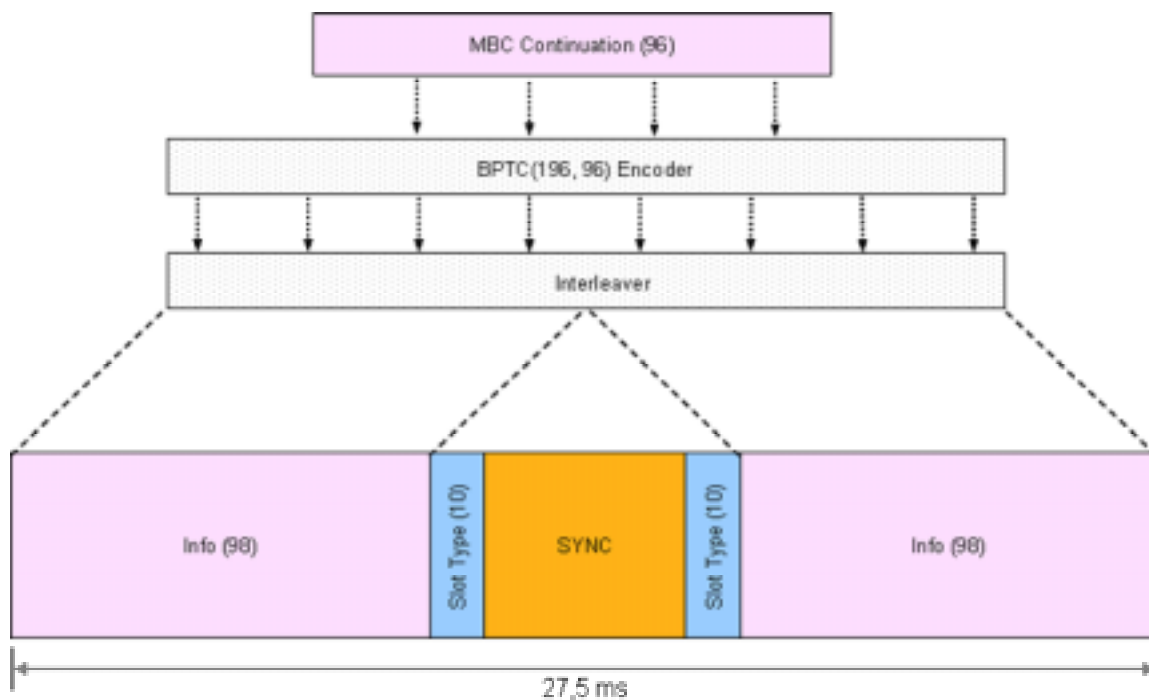 MBC Continuation (96)
BPTC(196, 96) Encoder
Interleaver
Info (98)
Slot Type (10)
SYNC
Slot Type (10)
Info (98)
27,5 ms